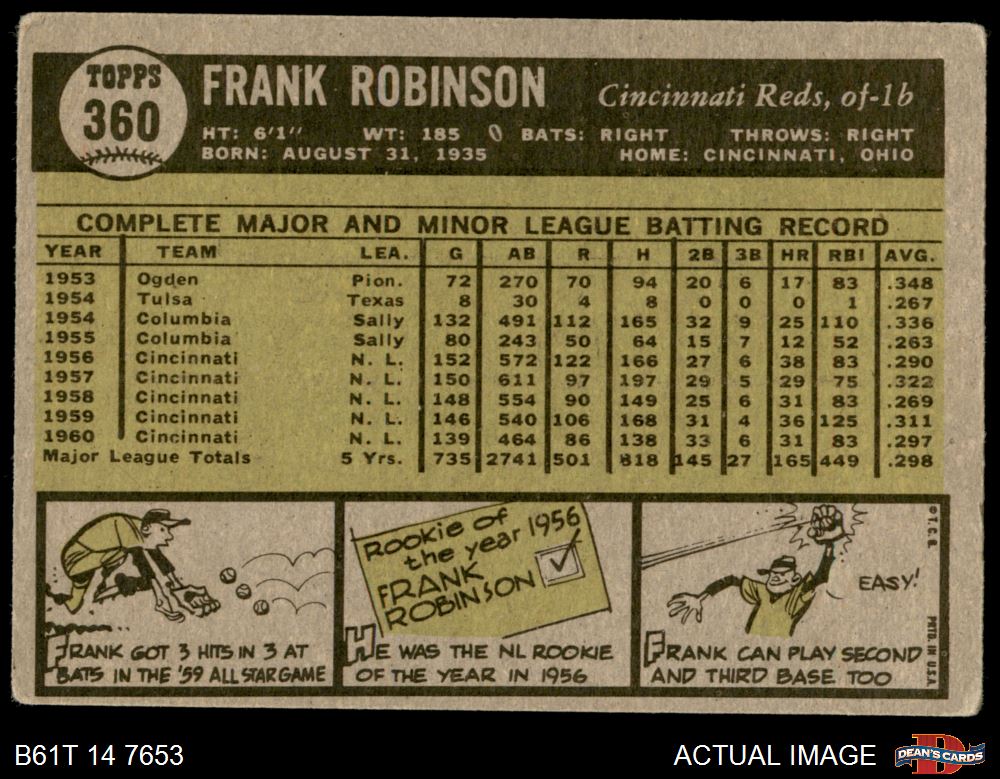 TOPPS
360
FRANK ROBINSON
Cincinnati Reds, of-1b
HT: 6'1" WT: 185 BATS: RIGHT THROWS: RIGHT
BORN: AUGUST 31, 1935 HOME: CINCINNATI, OHIO
COMPLETE MAJOR AND MINOR LEAGUE BATTING RECORD
YEAR TEAM LEA. G AB R H 2B 3B HR RBI AVG.
1953 Ogden Pion. 72 270 70 94 20 6 17 83 .348
1954 Tulsa Texas 8 30 4 8 0 0 0 1 .267
1954 Columbia Sally 132 491 112 165 32 9 25 110 .336
1955 Columbia Sally 80 243 50 64 15 7 12 52 .263
1956 Cincinnati N. L. 152 572 122 166 27 6 38 83 .290
1957 Cincinnati N. L. 150 611 97 197 29 5 29 75 .322
1958 Cincinnati N. L. 148 554 90 149 25 6 31 83 .269
1959 Cincinnati N. L. 146 540 106 168 31 4 36 125 .311
1960 Cincinnati N. L. 139 464 86 138 33 6 31 83 .297
Major League Totals 5 Yrs. 735 2741 501 818 145 27 165 449 .298
FRANK GOT 3 HITS IN 3 AT
BATS IN THE '59 ALL STAR GAME
Rookie of
the year 1956
FRANK
ROBINSON
HE WAS THE NL ROOKIE
OF THE YEAR IN 1956
EASY!
FRANK CAN PLAY SECOND
AND THIRD BASE TOO
© T. C. G.
PRTD. IN U.S.A.
B61T 14 7653
ACTUAL IMAGE
DEAN'S CARDS